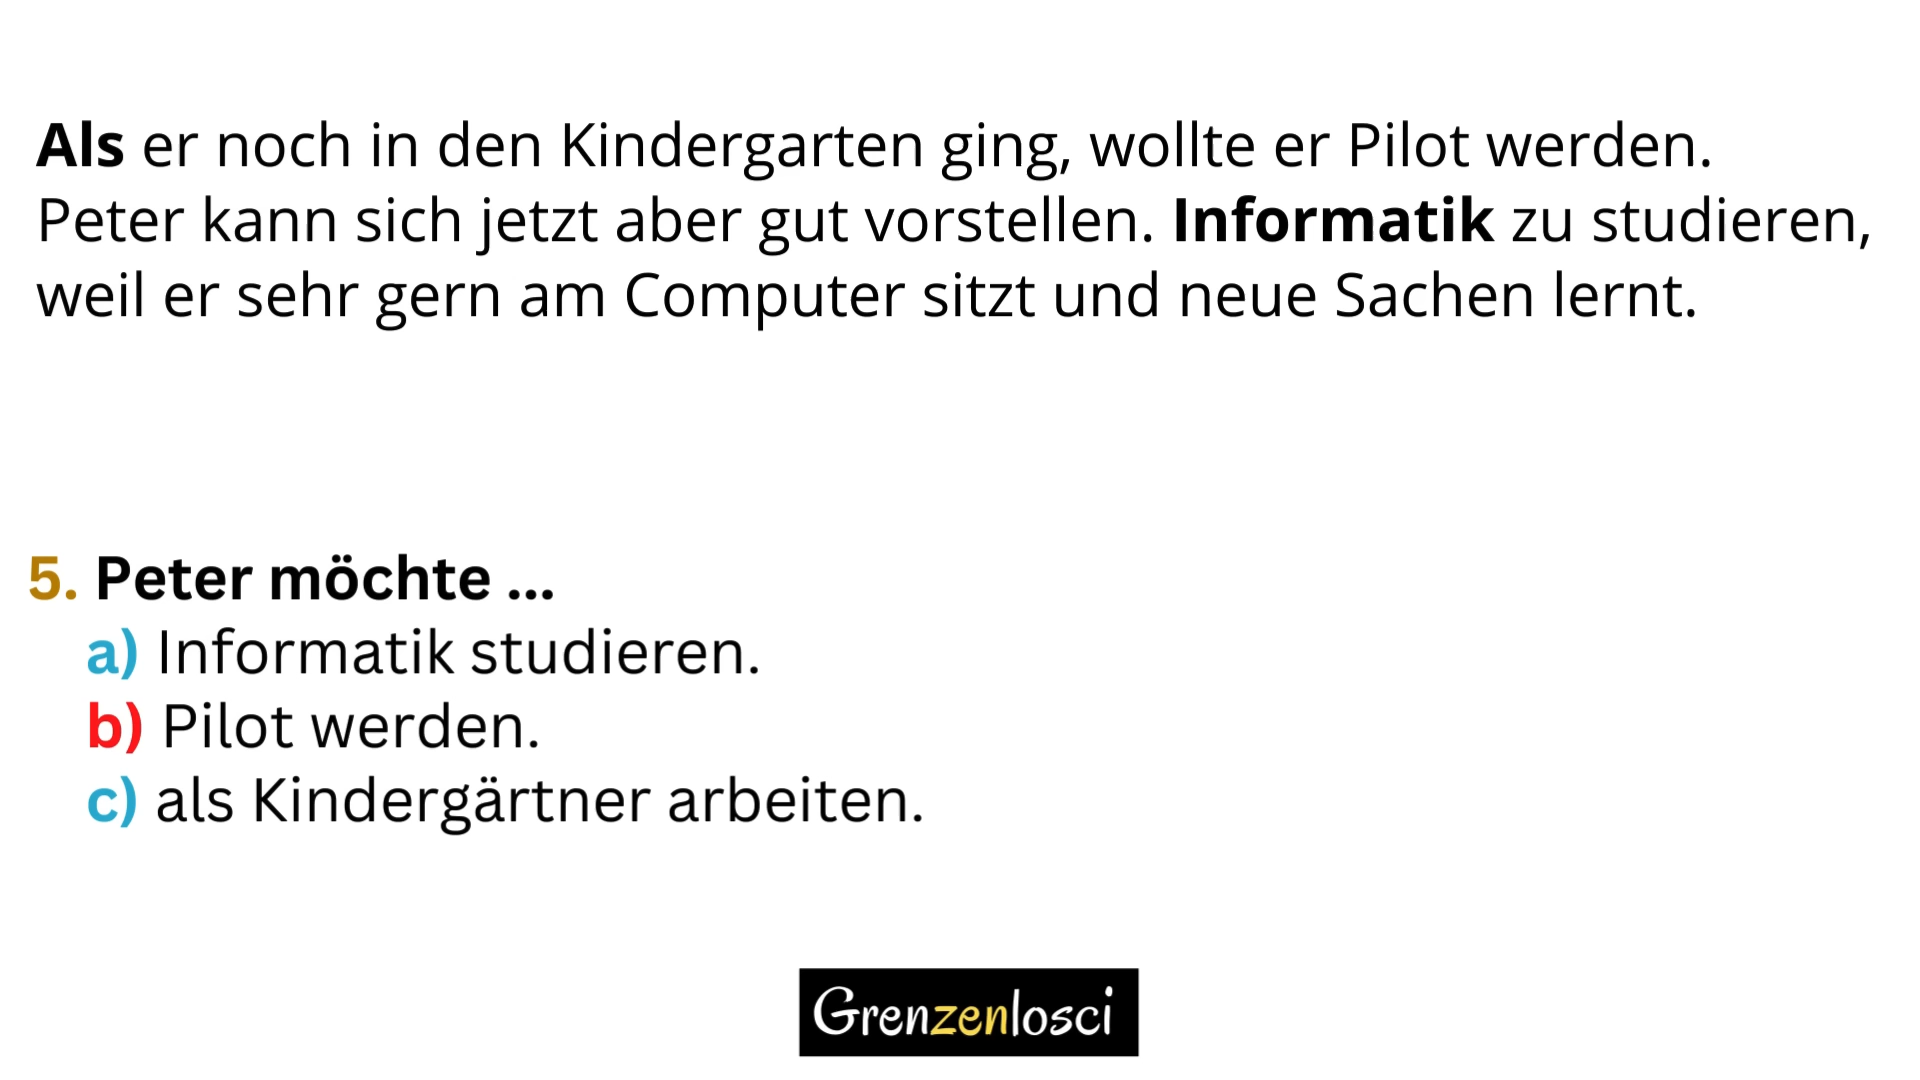 Als er noch in den Kindergarten ging, wollte er Pilot werden.
Peter kann sich jetzt aber gut vorstellen. Informatik zu studieren,
weil er sehr gern am Computer sitzt und neue Sachen lernt.
5. Peter möchte ...
a) Informatik studieren.
b) Pilot werden.
c) als Kindergärtner arbeiten.
Grenzenlosci